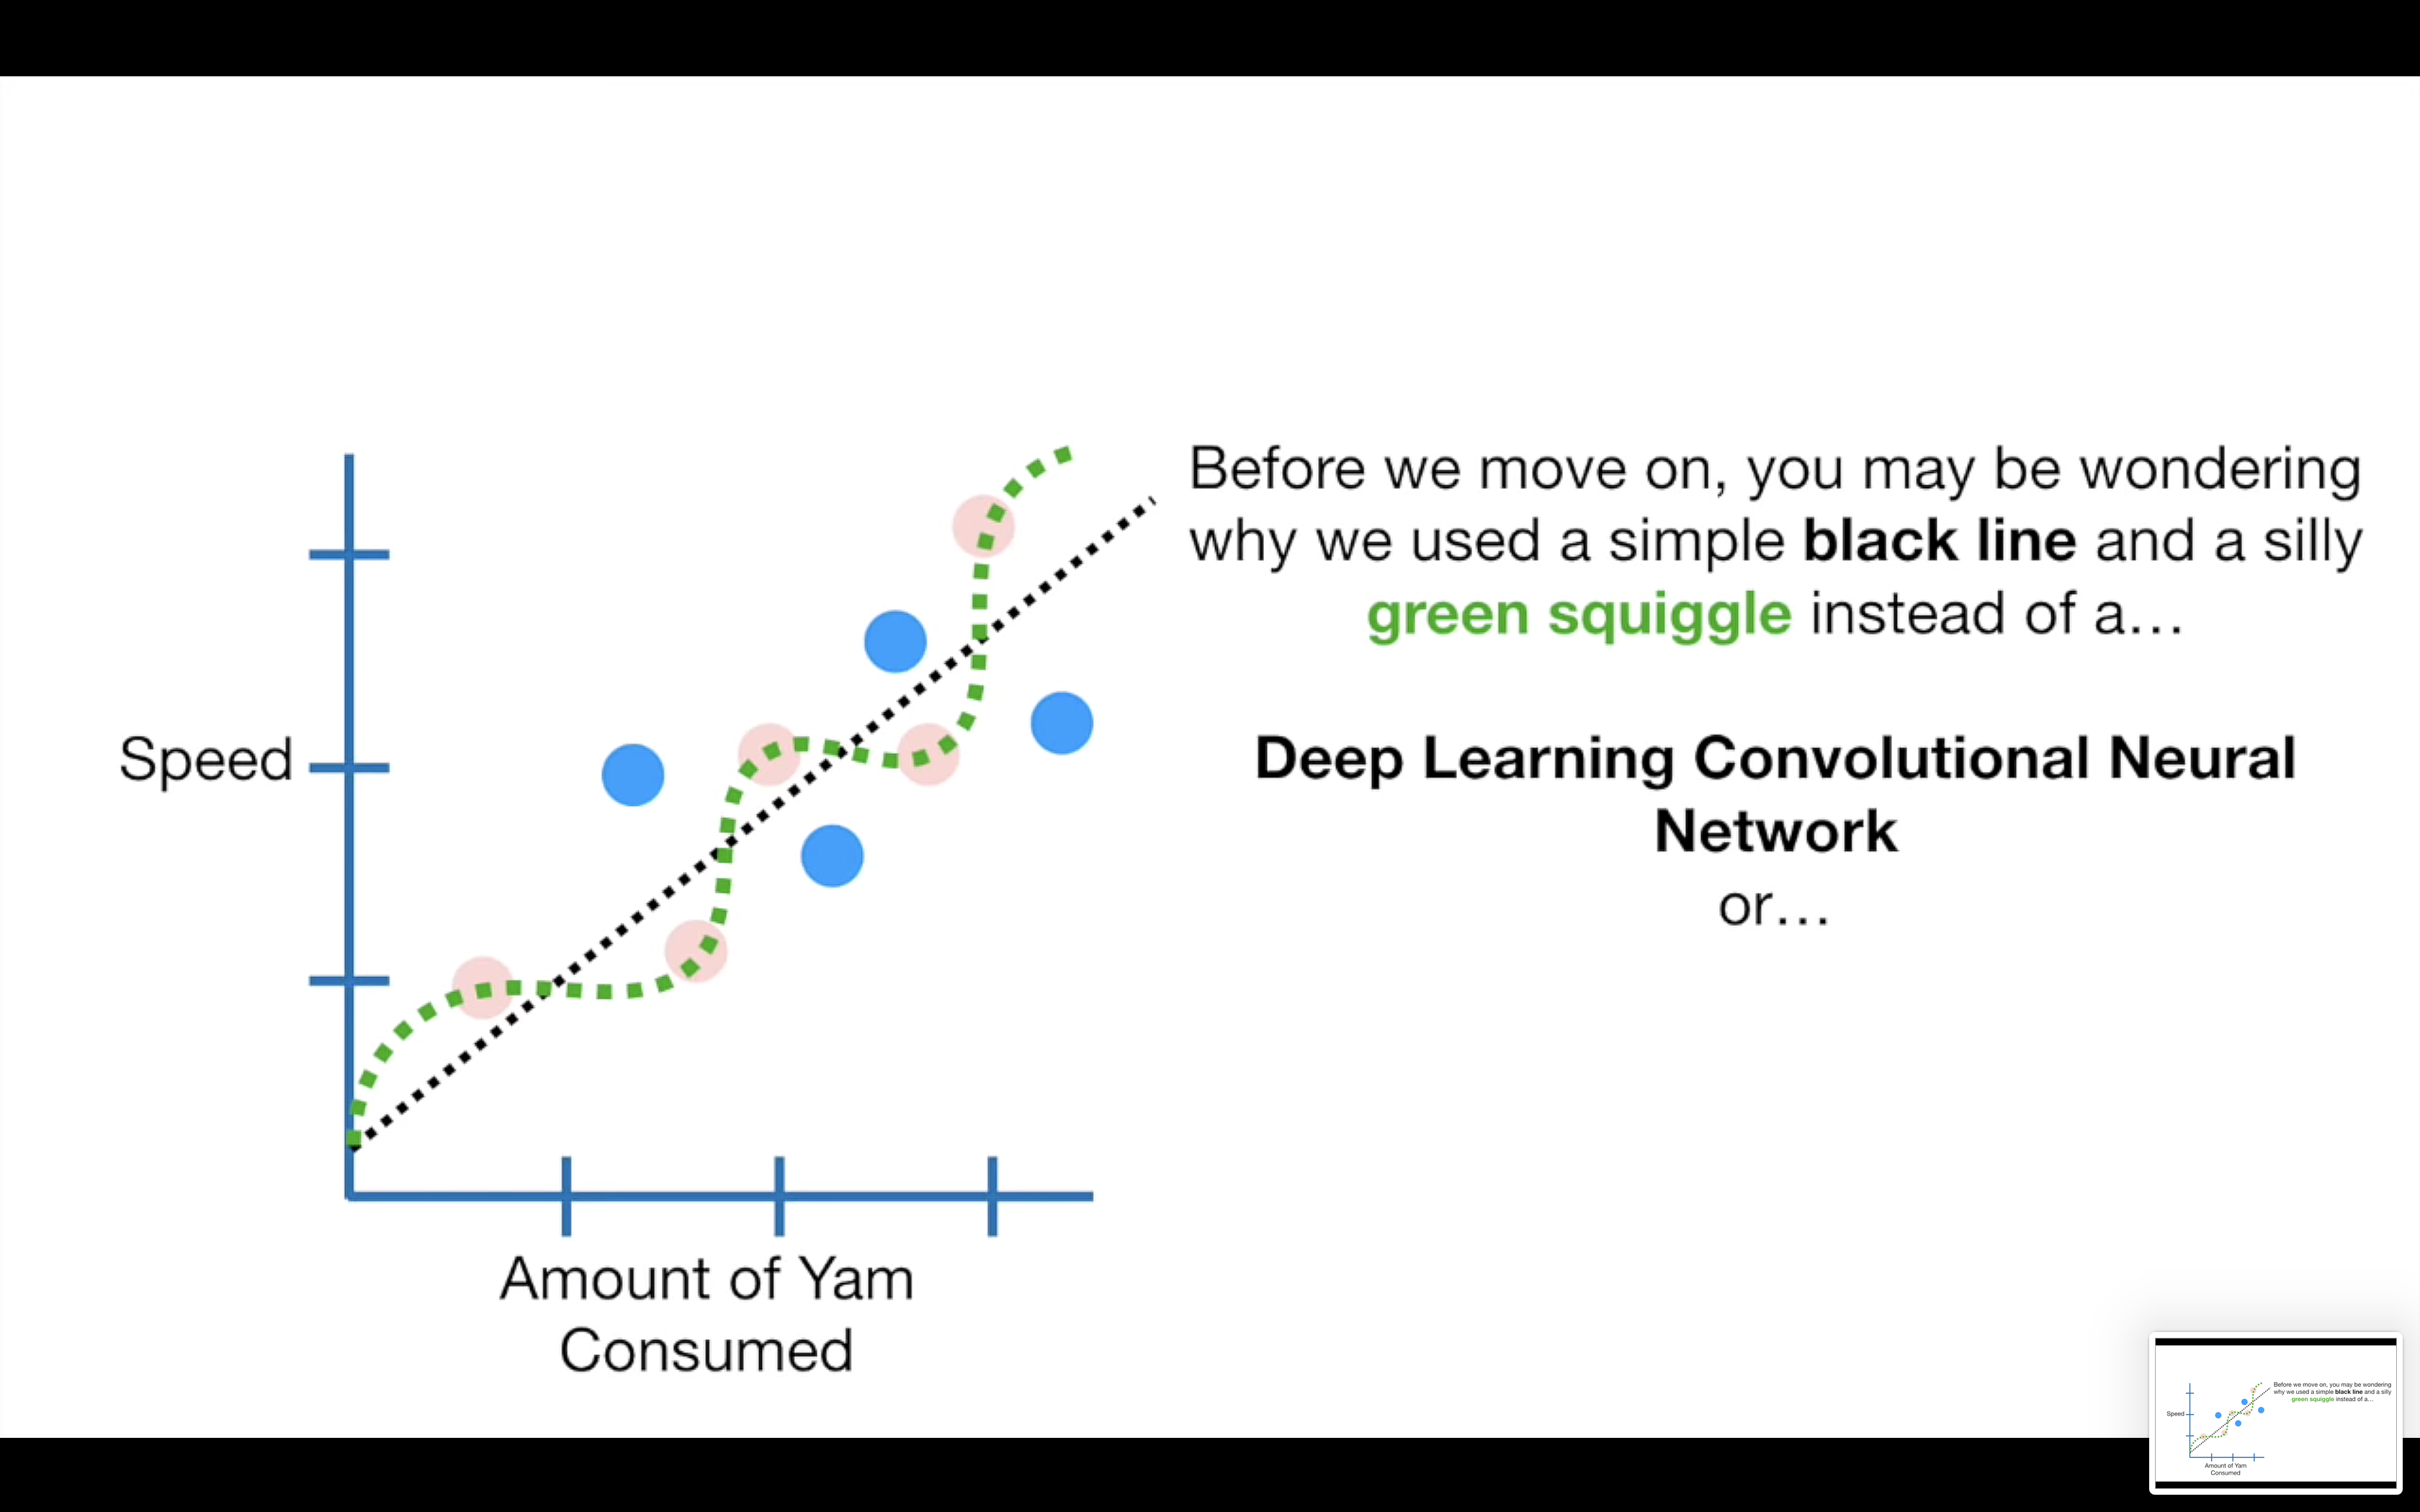 Before we move on, you may be wondering
why we used a simple black line and a silly
green squiggle instead of a...
Deep Learning Convolutional Neural
Network
or...
Speed
Amount of Yam
Consumed
Before we move on, you may be wondering
why we used a simple black line and a silly
green squiggle instead of a...
Speed
Amount of Yam
Consumed